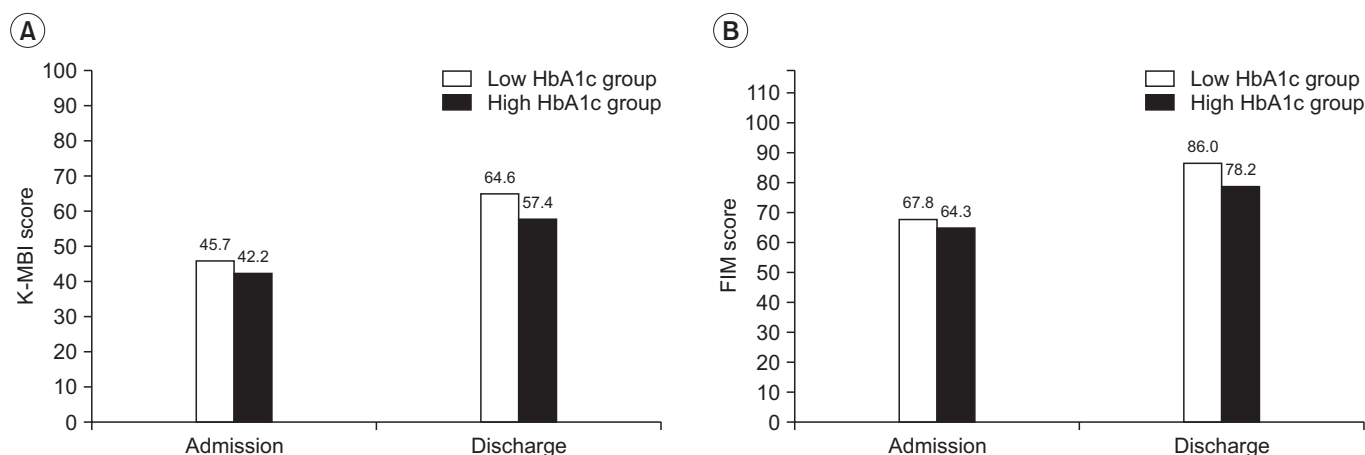 A
K-MBI score
100
90
80
70
60
50
40
30
20
10
0
Low HbA1c group
High HbA1c group
45.7
42.2
64.6
57.4
Admission
Discharge
B
FIM score
110
100
90
80
70
60
50
40
30
20
10
0
Low HbA1c group
High HbA1c group
67.8
64.3
86.0
78.2
Admission
Discharge